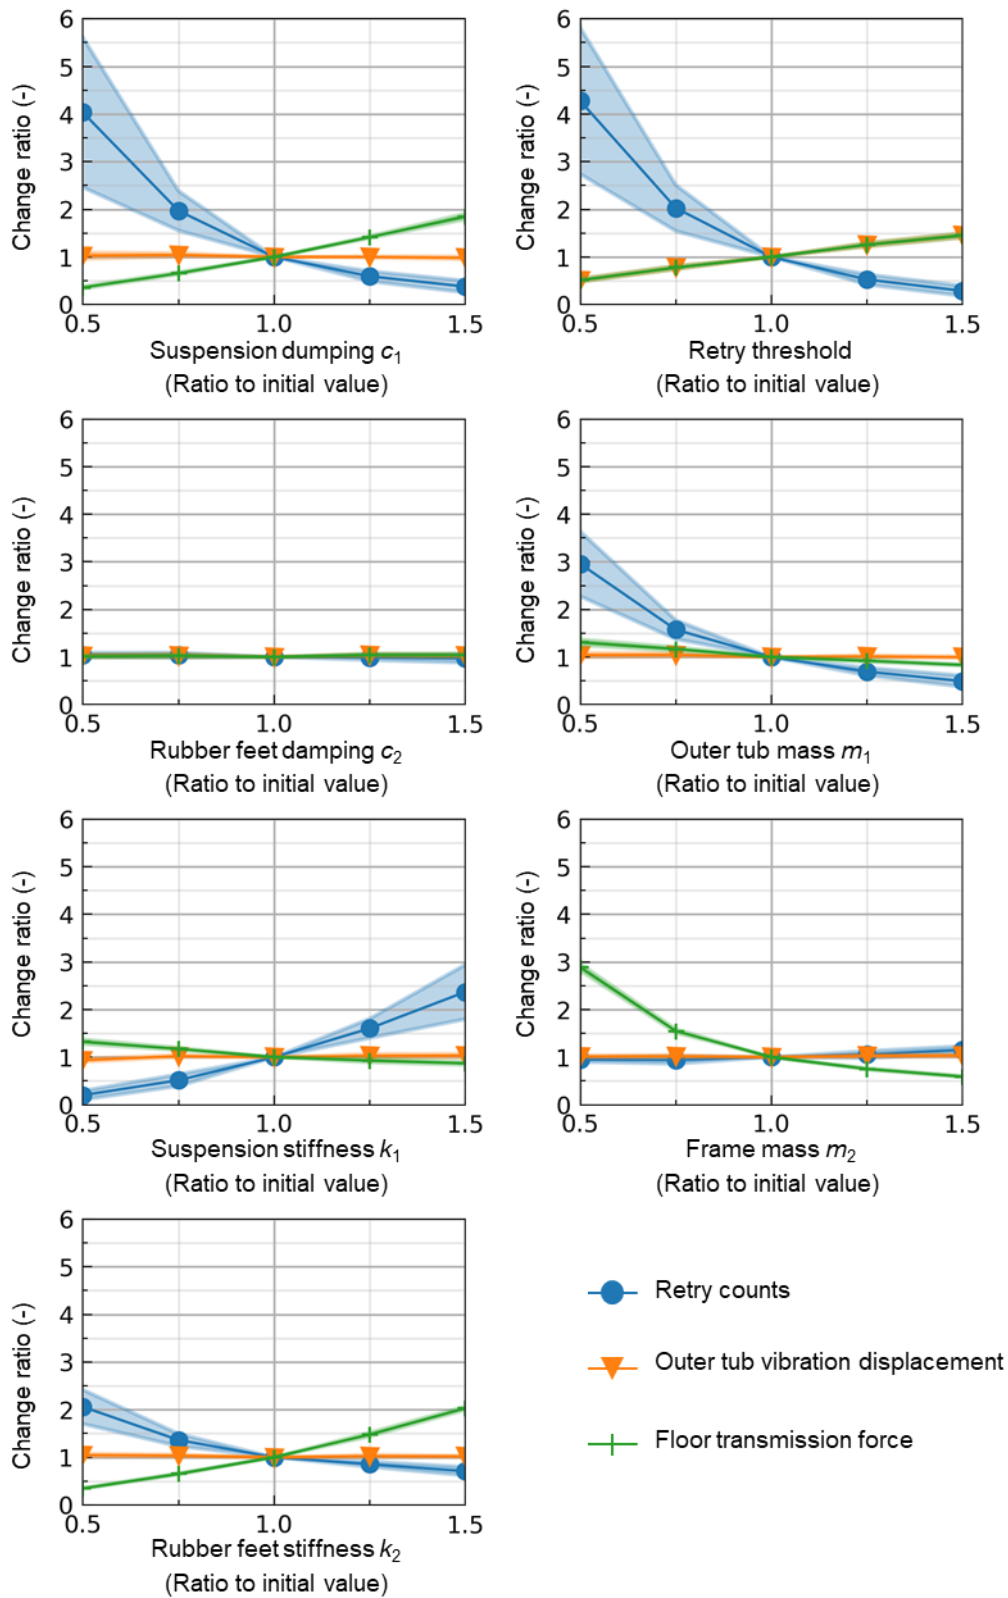 6
5
4
3
2
1
0
Change ratio (-)
0.5 1.0 1.5
Suspension dumping c1
(Ratio to initial value)
6
5
4
3
2
1
0
Change ratio (-)
0.5 1.0 1.5
Retry threshold
(Ratio to initial value)
6
5
4
3
2
1
0
Change ratio (-)
0.5 1.0 1.5
Rubber feet damping c2
(Ratio to initial value)
6
5
4
3
2
1
0
Change ratio (-)
0.5 1.0 1.5
Outer tub mass m1
(Ratio to initial value)
6
5
4
3
2
1
0
Change ratio (-)
0.5 1.0 1.5
Suspension stiffness k1
(Ratio to initial value)
6
5
4
3
2
1
0
Change ratio (-)
0.5 1.0 1.5
Frame mass m2
(Ratio to initial value)
6
5
4
3
2
1
0
Change ratio (-)
0.5 1.0 1.5
Rubber feet stiffness k2
(Ratio to initial value)
Retry counts
Outer tub vibration displacement
Floor transmission force